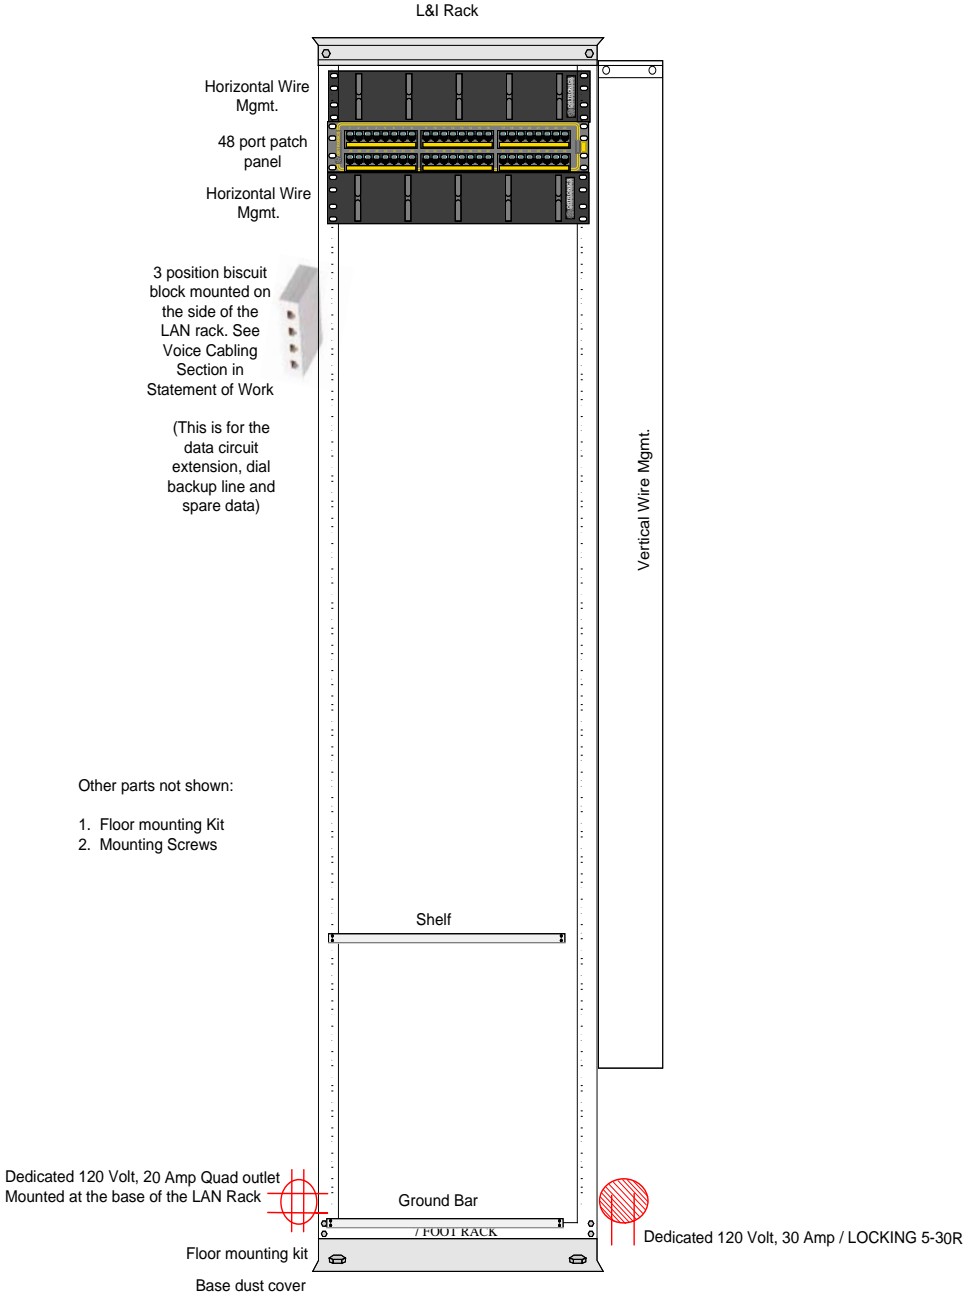 L&I Rack
Horizontal Wire
Mgmt.
48 port patch
panel
Horizontal Wire
Mgmt.
3 position biscuit
block mounted on
the side of the
LAN rack. See
Voice Cabling
Section in
Statement of Work
(This is for the
data circuit
extension, dial
backup line and
spare data)
Vertical Wire Mgmt.
Other parts not shown:
1. Floor mounting Kit
2. Mounting Screws
Shelf
Dedicated 120 Volt, 20 Amp Quad outlet
Mounted at the base of the LAN Rack
Ground Bar
/ FOOT RACK
Dedicated 120 Volt, 30 Amp / LOCKING 5-30R
Floor mounting kit
Base dust cover